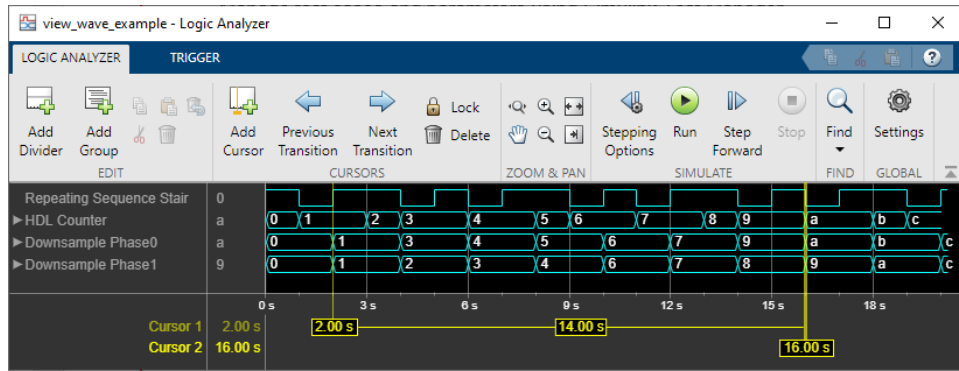 view_wave_example - Logic Analyzer
LOGIC ANALYZER TRIGGER
?
Add Divider
Add Group
Add Cursor
Previous Transition
Next Transition
Lock
Delete
Stepping Options
Run
Step Forward
Stop
Find
Settings
EDIT CURSORS ZOOM & PAN SIMULATE FIND GLOBAL
Repeating Sequence Stair 0
HDL Counter a 0 1 2 3 4 5 6 7 8 9 a b c
Downsample Phase0 a 0 1 3 4 5 6 7 9 a b c
Downsample Phase1 9 0 1 2 3 4 6 7 8 9 a c
0 s 3 s 6 s 9 s 12 s 15 s 18 s
Cursor 1 2.00 s 2.00 s 14.00 s
Cursor 2 16.00 s 16.00 s